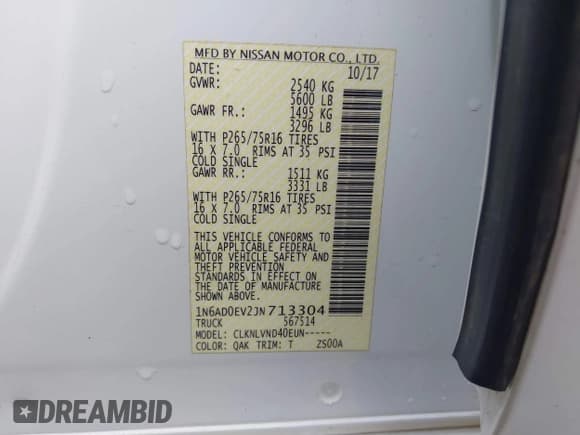 MFD BY NISSAN MOTOR CO., LTD.
DATE: 10/17
GVWR: 2540 KG
5600 LB
GAWR FR.: 1495 KG
3296 LB
WITH P265/75R16 TIRES
16 X 7.0 RIMS AT 35 PSI
COLD SINGLE
GAWR RR.: 1511 KG
3331 LB
WITH P265/75R16 TIRES
16 X 7.0 RIMS AT 35 PSI
COLD SINGLE
THIS VEHICLE CONFORMS TO
ALL APPLICABLE FEDERAL
MOTOR VEHICLE SAFETY AND
THEFT PREVENTION
STANDARDS IN EFFECT ON
THE DATE OF MANUFACTURE
SHOWN ABOVE.
1N6AD0EV2JN713304
TRUCK 567514
MODEL: CLKNLVND40EUN-----
COLOR: QAK TRIM: T ZS00A
DREAMBID